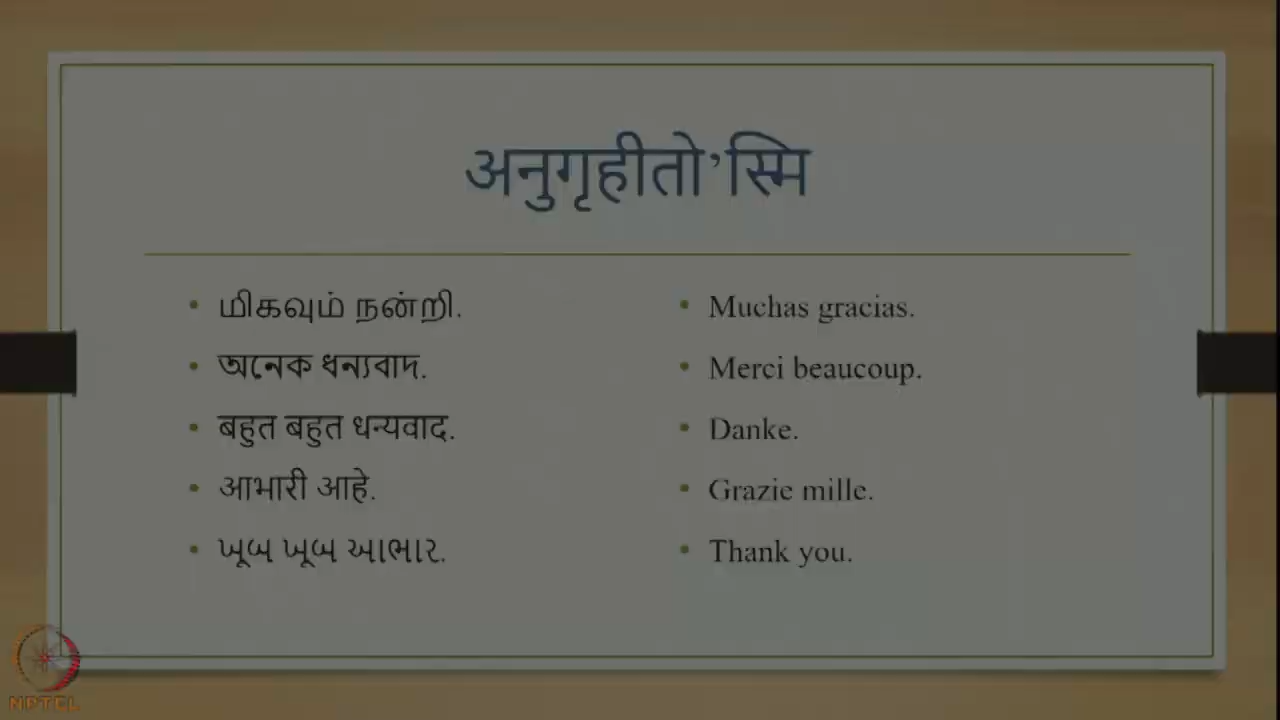 अनुगृहीतो’स्मि
• மிகவும் நன்றி.
• অনেক ধন্যবাদ.
• बहुत बहुत धन्यवाद.
• आभारी आहे.
• ખૂબ ખૂબ આભાર.
• Muchas gracias.
• Merci beaucoup.
• Danke.
• Grazie mille.
• Thank you.
NPTEL